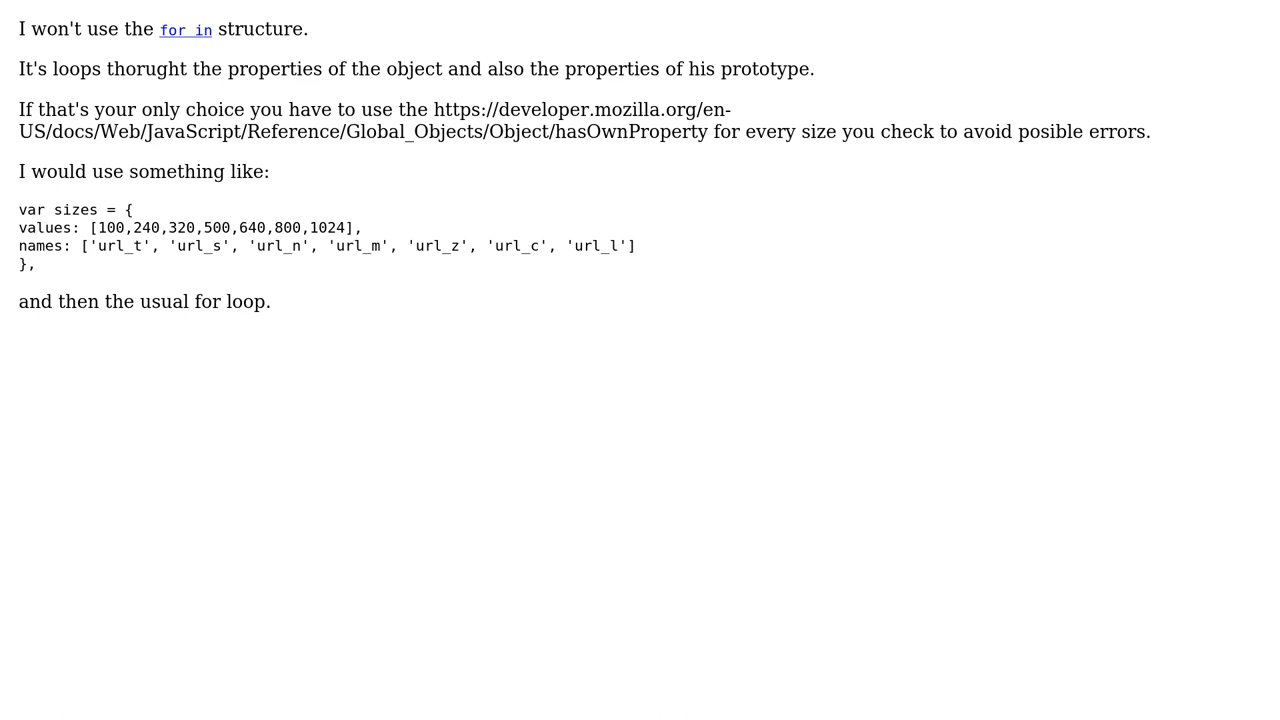 I won't use the for in structure.
It's loops thorught the properties of the object and also the properties of his prototype.
If that's your only choice you have to use the https://developer.mozilla.org/en-
US/docs/Web/JavaScript/Reference/Global_Objects/Object/hasOwnProperty for every size you check to avoid posible errors.
I would use something like:
var sizes = {
values: [100,240,320,500,640,800,1024],
names: ['url_t', 'url_s', 'url_n', 'url_m', 'url_z', 'url_c', 'url_l']
},
and then the usual for loop.